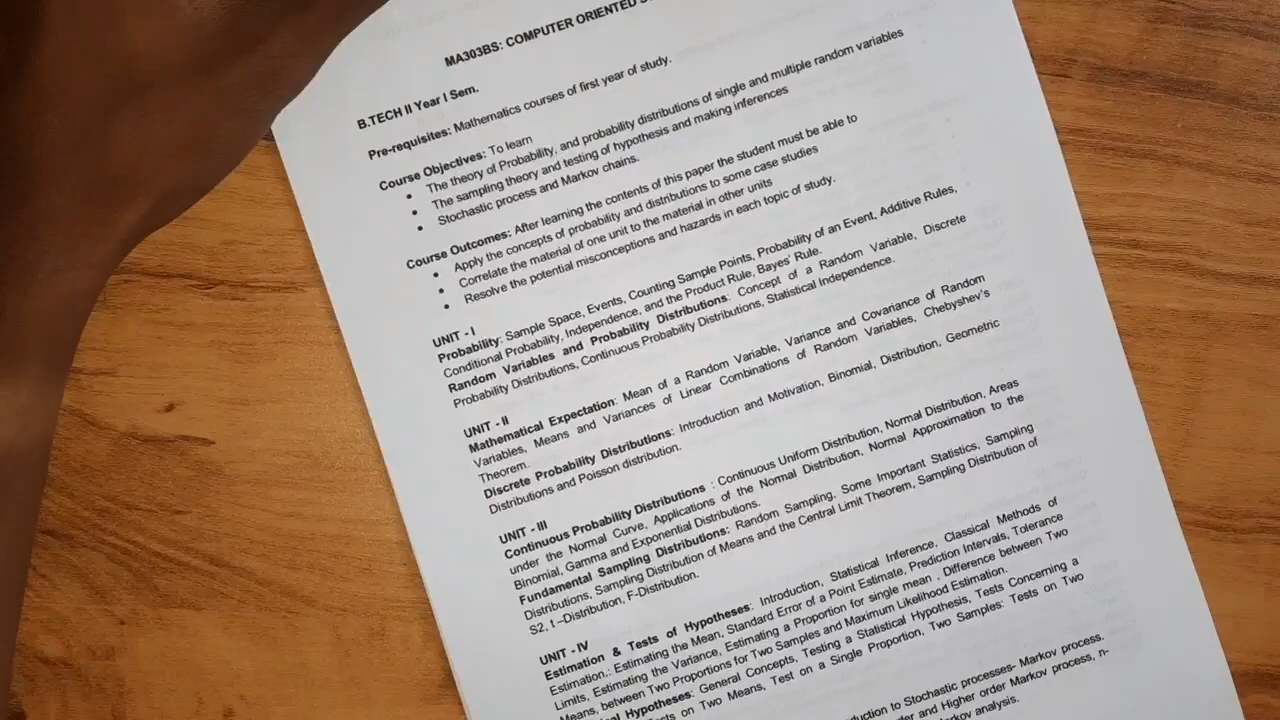 MA303BS: COMPUTER ORIENTED
B.TECH II Year I Sem.
Pre-requisites: Mathematics courses of first year of study.
Course Objectives: To learn
• The theory of Probability, and probability distributions of single and multiple random variables
• The sampling theory and testing of hypothesis and making inferences
• Stochastic process and Markov chains.
Course Outcomes: After learning the contents of this paper the student must be able to
• Apply the concepts of probability and distributions to some case studies
• Correlate the material of one unit to the material in other units
• Resolve the potential misconceptions and hazards in each topic of study.
UNIT - I
Probability: Sample Space, Events, Counting Sample Points, Probability of an Event, Additive Rules,
Conditional Probability, Independence, and the Product Rule, Bayes' Rule.
Random Variables and Probability Distributions: Concept of a Random Variable, Discrete
Probability Distributions, Continuous Probability Distributions, Statistical Independence.
UNIT - II
Mathematical Expectation: Mean of a Random Variable, Variance and Covariance of Random
Variables, Means and Variances of Linear Combinations of Random Variables, Chebyshev's
Theorem.
Discrete Probability Distributions: Introduction and Motivation, Binomial, Distribution, Geometric
Distributions and Poisson distribution.
UNIT - III
Continuous Probability Distributions : Continuous Uniform Distribution, Normal Distribution, Areas
under the Normal Curve, Applications of the Normal Distribution, Normal Approximation to the
Binomial, Gamma and Exponential Distributions.
Fundamental Sampling Distributions: Random Sampling, Some Important Statistics, Sampling
Distributions, Sampling Distribution of Means and the Central Limit Theorem, Sampling Distribution of
S2, t –Distribution, F-Distribution.
UNIT - IV
Estimation & Tests of Hypotheses: Introduction, Statistical Inference, Classical Methods of
Estimation.: Estimating the Mean, Standard Error of a Point Estimate, Prediction Intervals, Tolerance
Limits, Estimating the Variance, Estimating a Proportion for single mean , Difference between Two
Means, between Two Proportions for Two Samples and Maximum Likelihood Estimation.
Hypotheses: General Concepts, Testing a Statistical Hypothesis, Tests Concerning a
on Two Means, Test on a Single Proportion, Two Samples: Tests on Two
to Stochastic processes- Markov process.
and Higher order Markov process, n-
analysis.